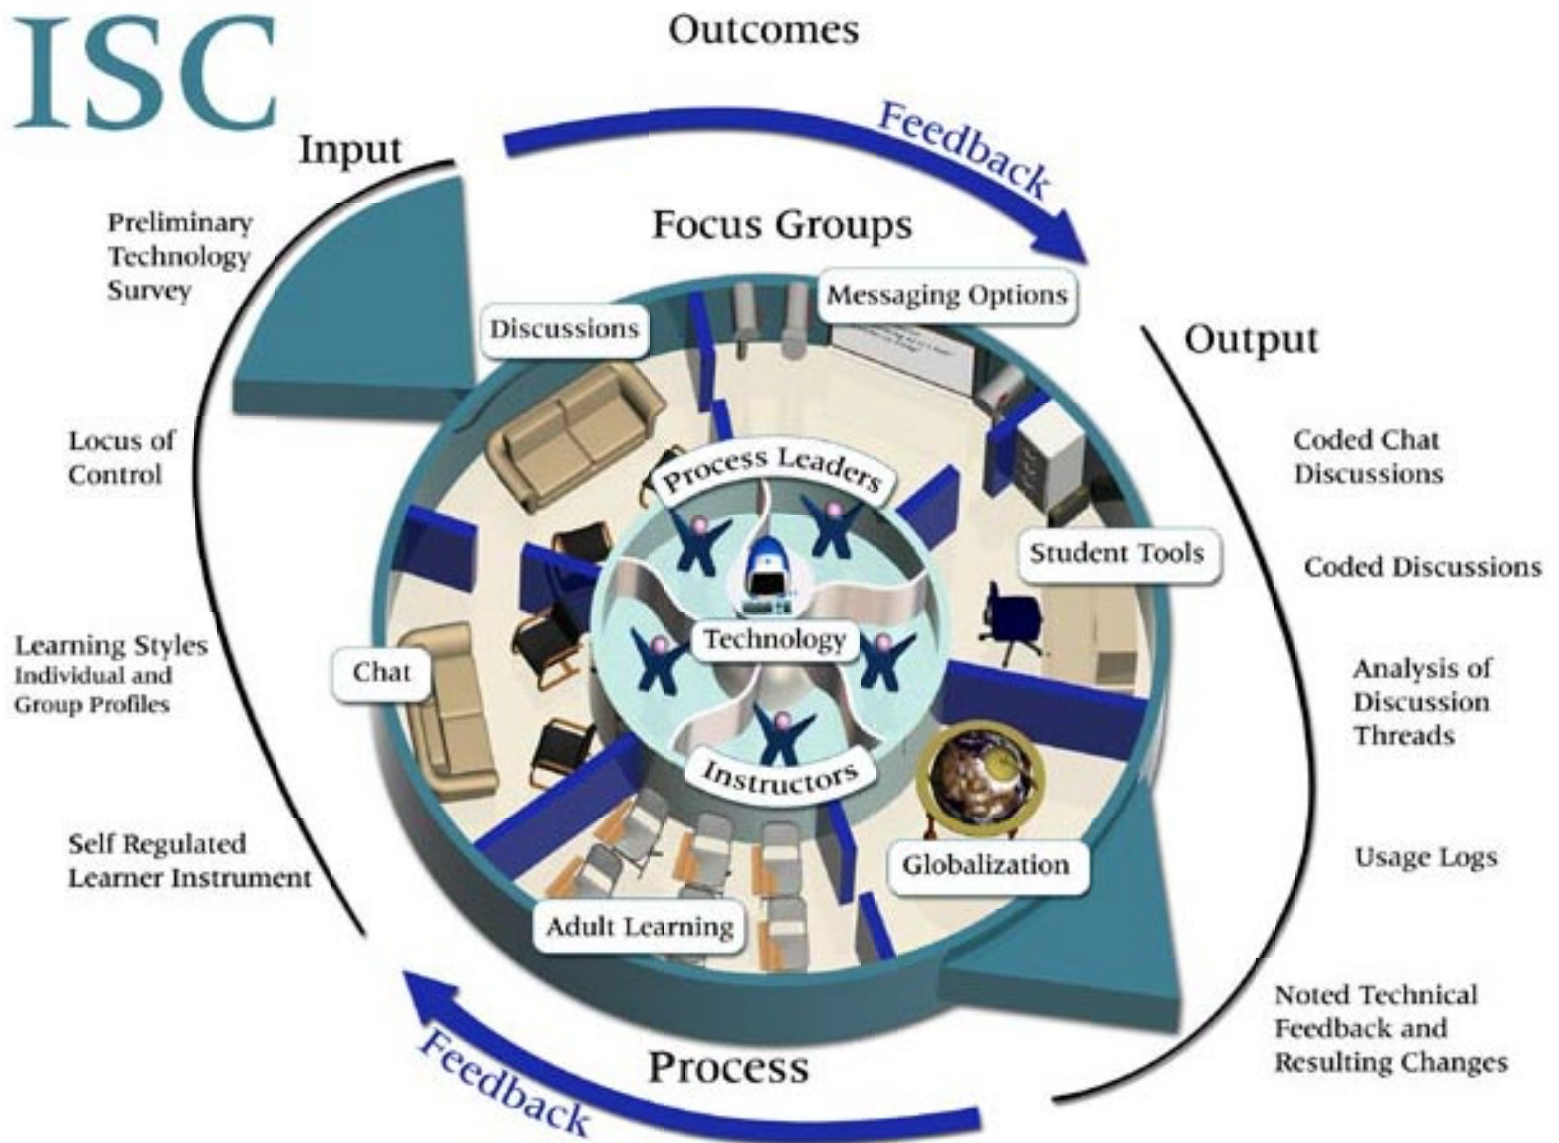 ISC
Outcomes
Feedback
Input
Preliminary
Technology
Survey
Locus of
Control
Learning Styles
Individual and
Group Profiles
Self Regulated
Learner Instrument
Focus Groups
Messaging Options
Discussions
Process Leaders
Student Tools
Technology
Chat
Instructors
Globalization
Adult Learning
Output
Coded Chat
Discussions
Coded Discussions
Analysis of
Discussion
Threads
Usage Logs
Noted Technical
Feedback and
Resulting Changes
Process
Feedback